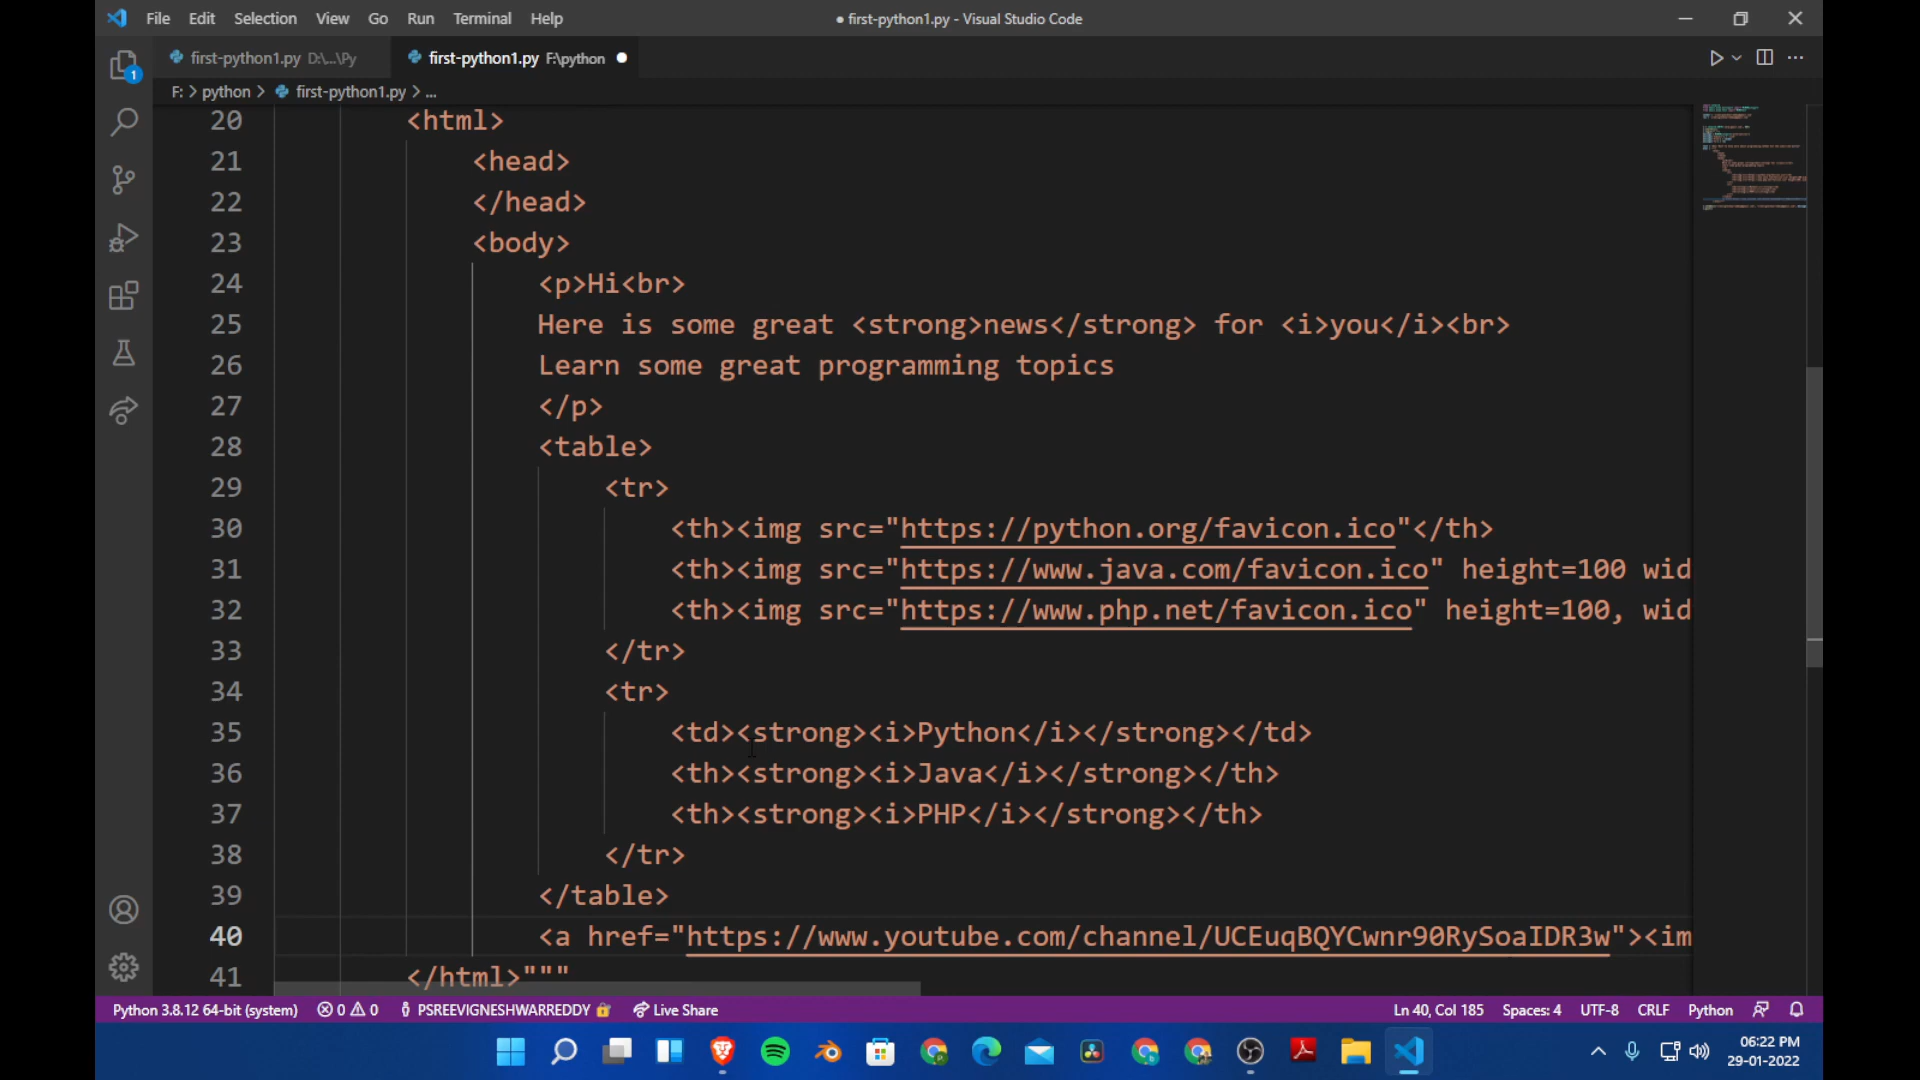 File Edit Selection View Go Run Terminal Help ● first-python1.py - Visual Studio Code
first-python1.py D:\...\Py first-python1.py F:\python ●
F: > python > first-python1.py > ...
1
20 <html>
21 <head>
22 </head>
23 <body>
24 <p>Hi<br>
25 Here is some great <strong>news</strong> for <i>you</i><br>
26 Learn some great programming topics
27 </p>
28 <table>
29 <tr>
30 <th><img src="https://python.org/favicon.ico"</th>
31 <th><img src="https://www.java.com/favicon.ico" height=100 wid
32 <th><img src="https://www.php.net/favicon.ico" height=100, wid
33 </tr>
34 <tr>
35 <td><strong><i>Python</i></strong></td>
36 <th><strong><i>Java</i></strong></th>
37 <th><strong><i>PHP</i></strong></th>
38 </tr>
39 </table>
40 <a href="https://www.youtube.com/channel/UCEuqBQYCwnr90RySoaIDR3w"><im
41 </html>"""
Python 3.8.12 64-bit (system) 0 0 PSREEVIGNESHWARREDDY Live Share Ln 40, Col 185 Spaces: 4 UTF-8 CRLF Python
06:22 PM
29-01-2022